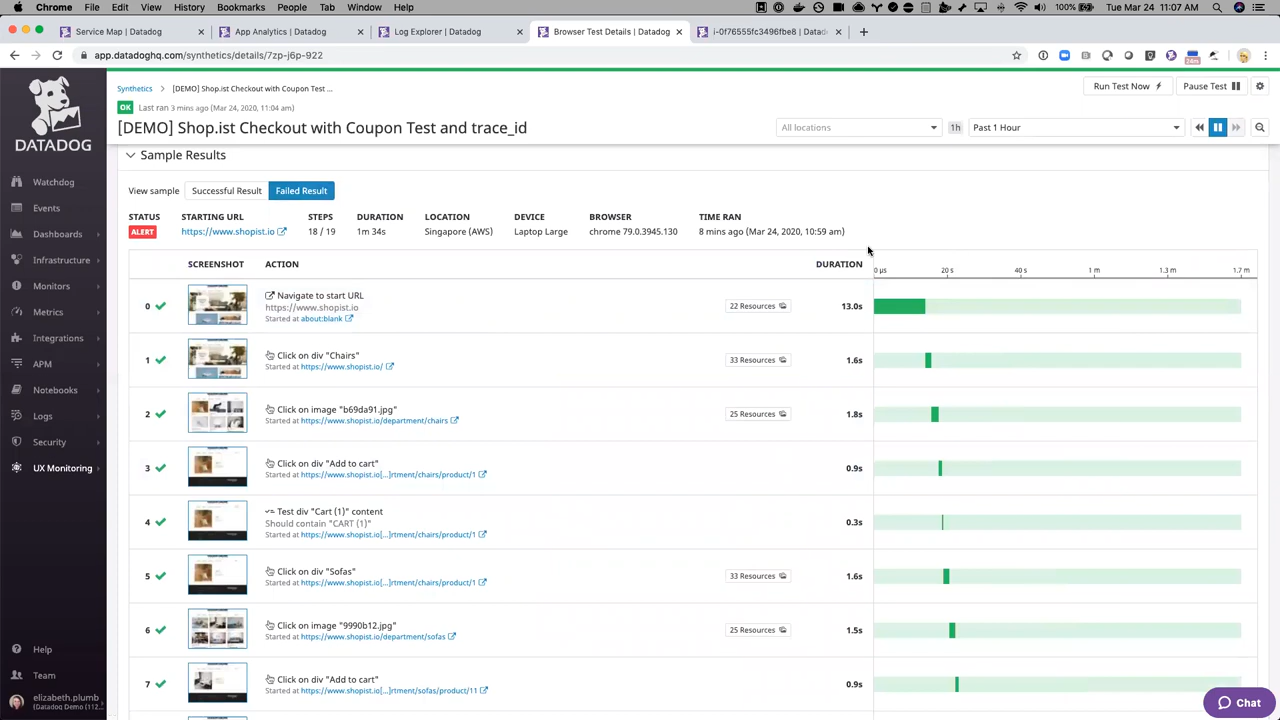 Chrome File Edit View History Bookmarks People Tab Window Help 100% Tue Mar 24 11:07 AM
Service Map | Datadog
App Analytics | Datadog
Log Explorer | Datadog
Browser Test Details | Datadog
i-0f76555fc3496fbe8 | Datad
app.datadoghq.com/synthetics/details/7zp-j6p-922
DATADOG
Watchdog
Events
Dashboards
Infrastructure
Monitors
Metrics
Integrations
APM
Notebooks
Logs
Security
UX Monitoring
Help
Team
elizabeth.plumb
(Datadog Demo (112...
Synthetics > [DEMO] Shop.ist Checkout with Coupon Test ...
Run Test Now
Pause Test
OK Last ran 3 mins ago (Mar 24, 2020, 11:04 am)
[DEMO] Shop.ist Checkout with Coupon Test and trace_id
All locations
1h Past 1 Hour
Sample Results
View sample Successful Result Failed Result
STATUS STARTING URL STEPS DURATION LOCATION DEVICE BROWSER TIME RAN
ALERT https://www.shopist.io 18 / 19 1m 34s Singapore (AWS) Laptop Large chrome 79.0.3945.130 8 mins ago (Mar 24, 2020, 10:59 am)
SCREENSHOT ACTION DURATION 0 µs 20 s 40 s 1 m 1.3 m 1.7 m
0 Navigate to start URL 22 Resources 13.0s
https://www.shopist.io
Started at about:blank
1 Click on div "Chairs" 33 Resources 1.6s
Started at https://www.shopist.io/
2 Click on image "b69da91.jpg" 25 Resources 1.8s
Started at https://www.shopist.io/department/chairs
3 Click on div "Add to cart" 0.9s
Started at https://www.shopist.io[...]rtment/chairs/product/1
4 Test div "Cart (1)" content 0.3s
Should contain "CART (1)"
Started at https://www.shopist.io[...]rtment/chairs/product/1
5 Click on div "Sofas" 33 Resources 1.6s
Started at https://www.shopist.io[...]rtment/chairs/product/1
6 Click on image "9990b12.jpg" 25 Resources 1.5s
Started at https://www.shopist.io/department/sofas
7 Click on div "Add to cart" 0.9s
Started at https://www.shopist.io[...]rtment/sofas/product/11
Chat